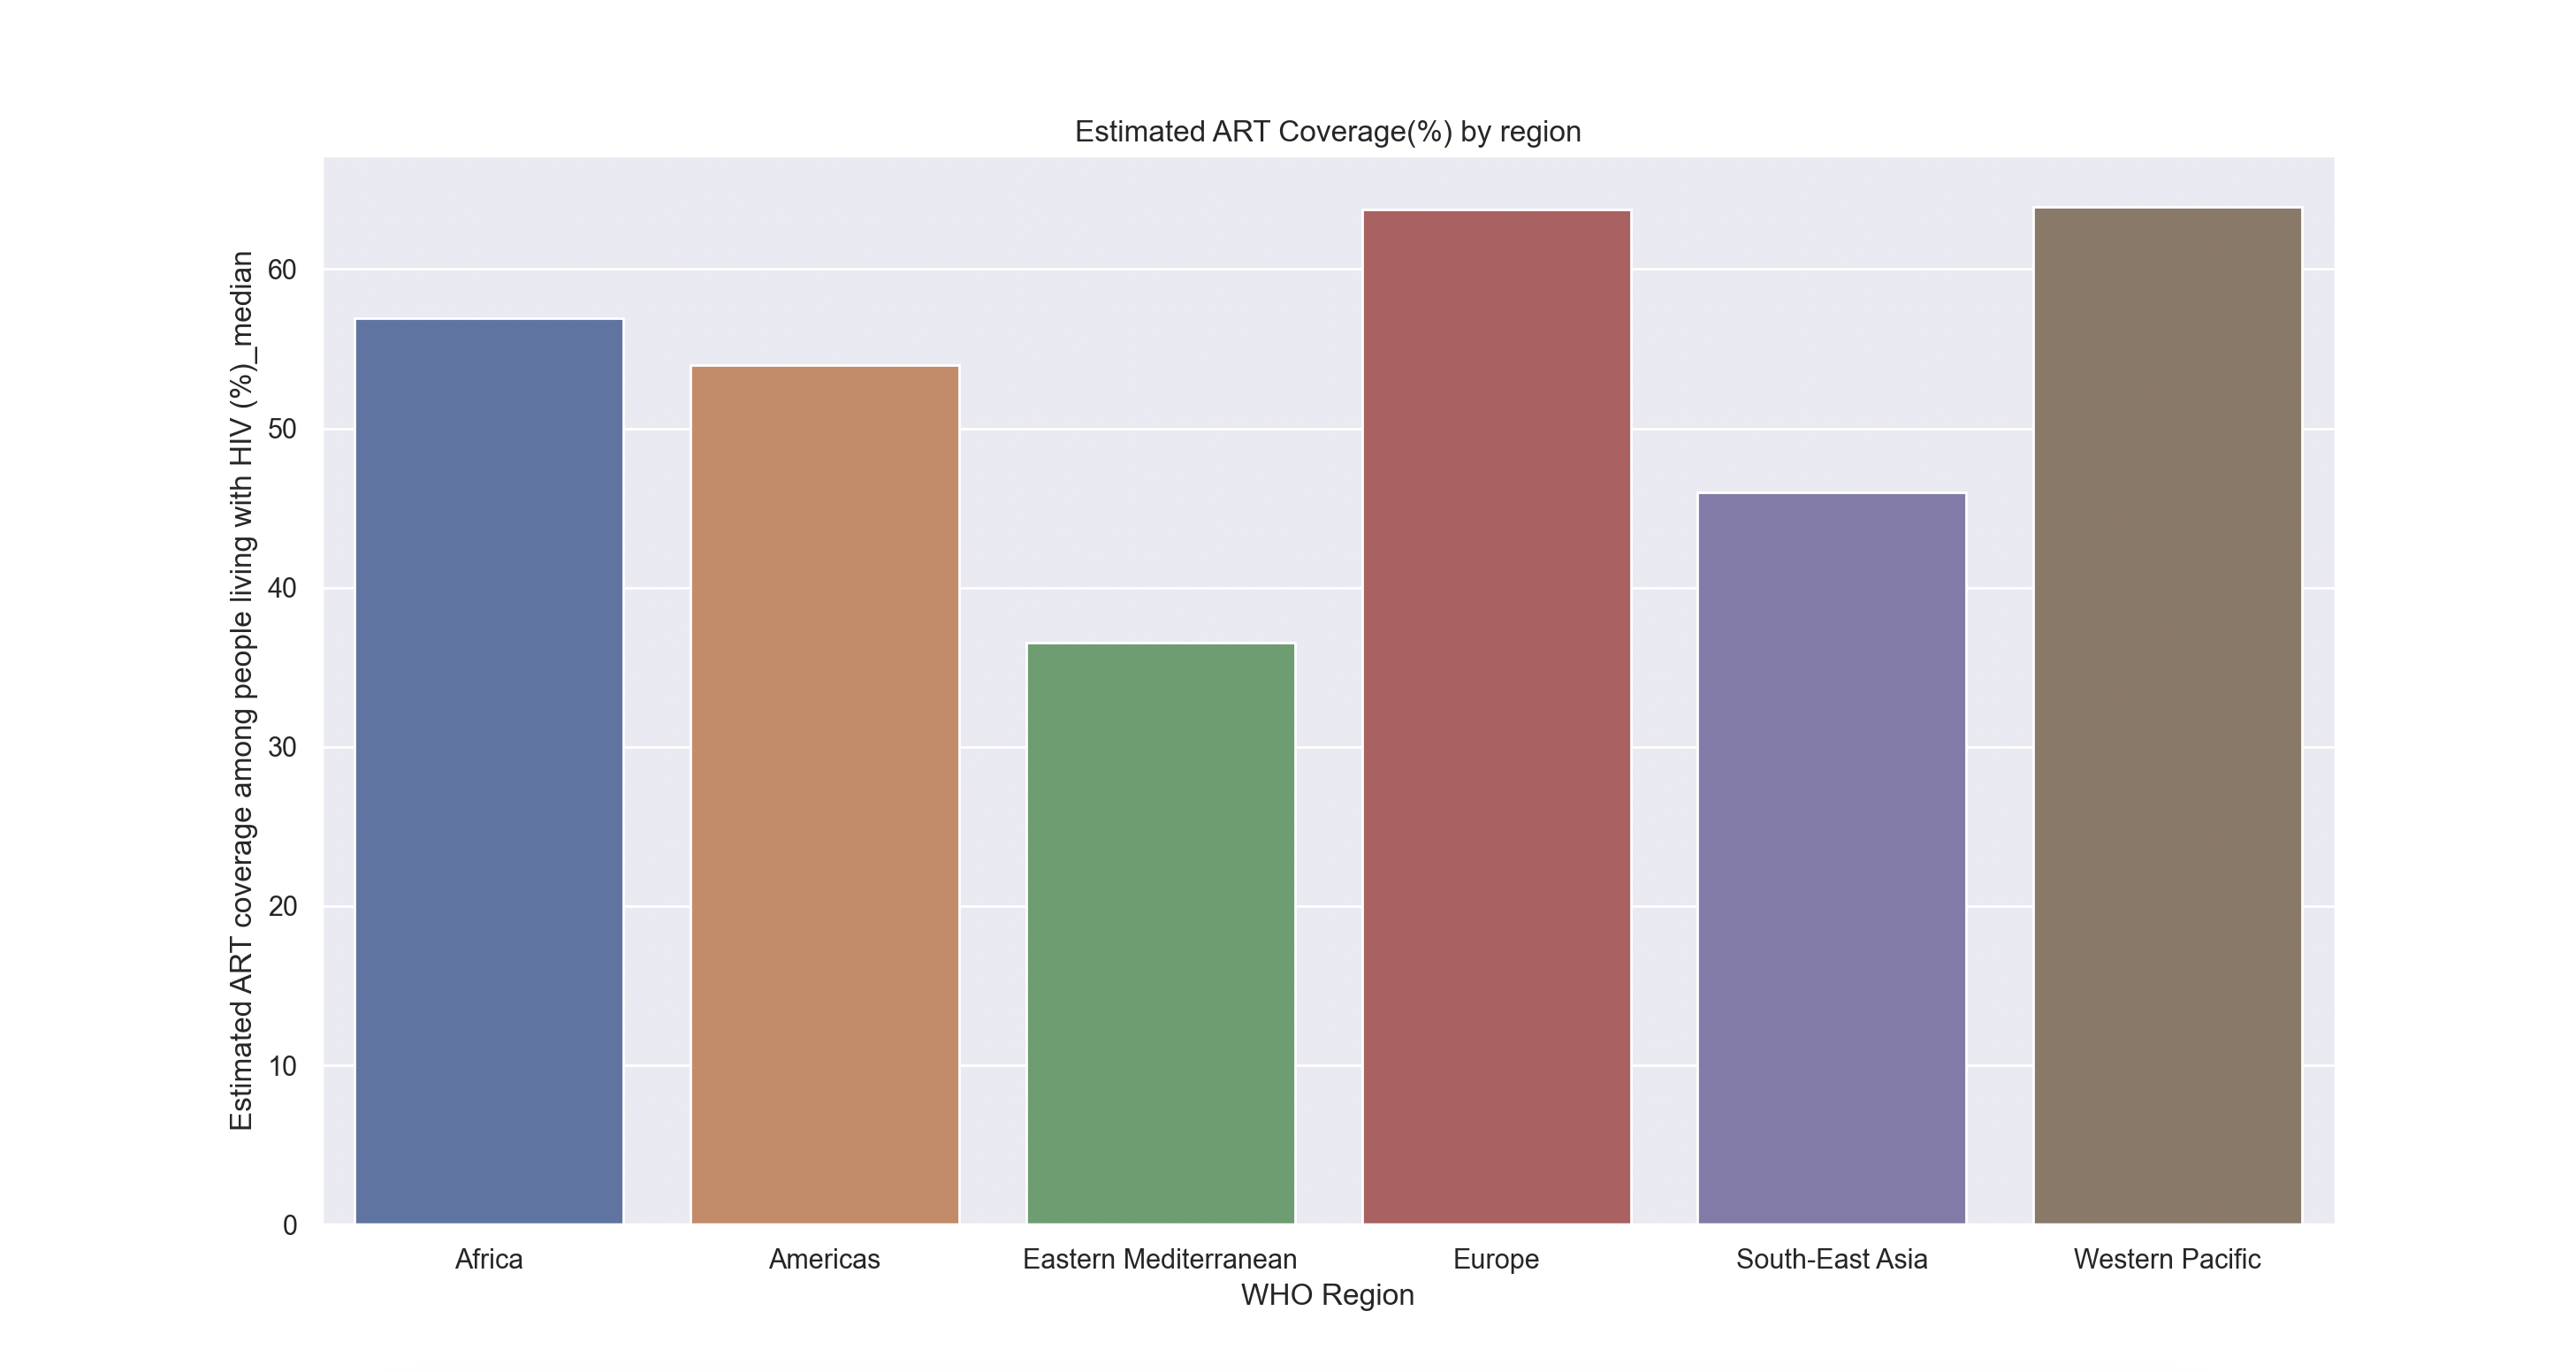 Estimated ART Coverage(%) by region
Estimated ART coverage among people living with HIV (%)_median
60
50
40
30
20
10
0
Africa Americas Eastern Mediterranean Europe South-East Asia Western Pacific
WHO Region